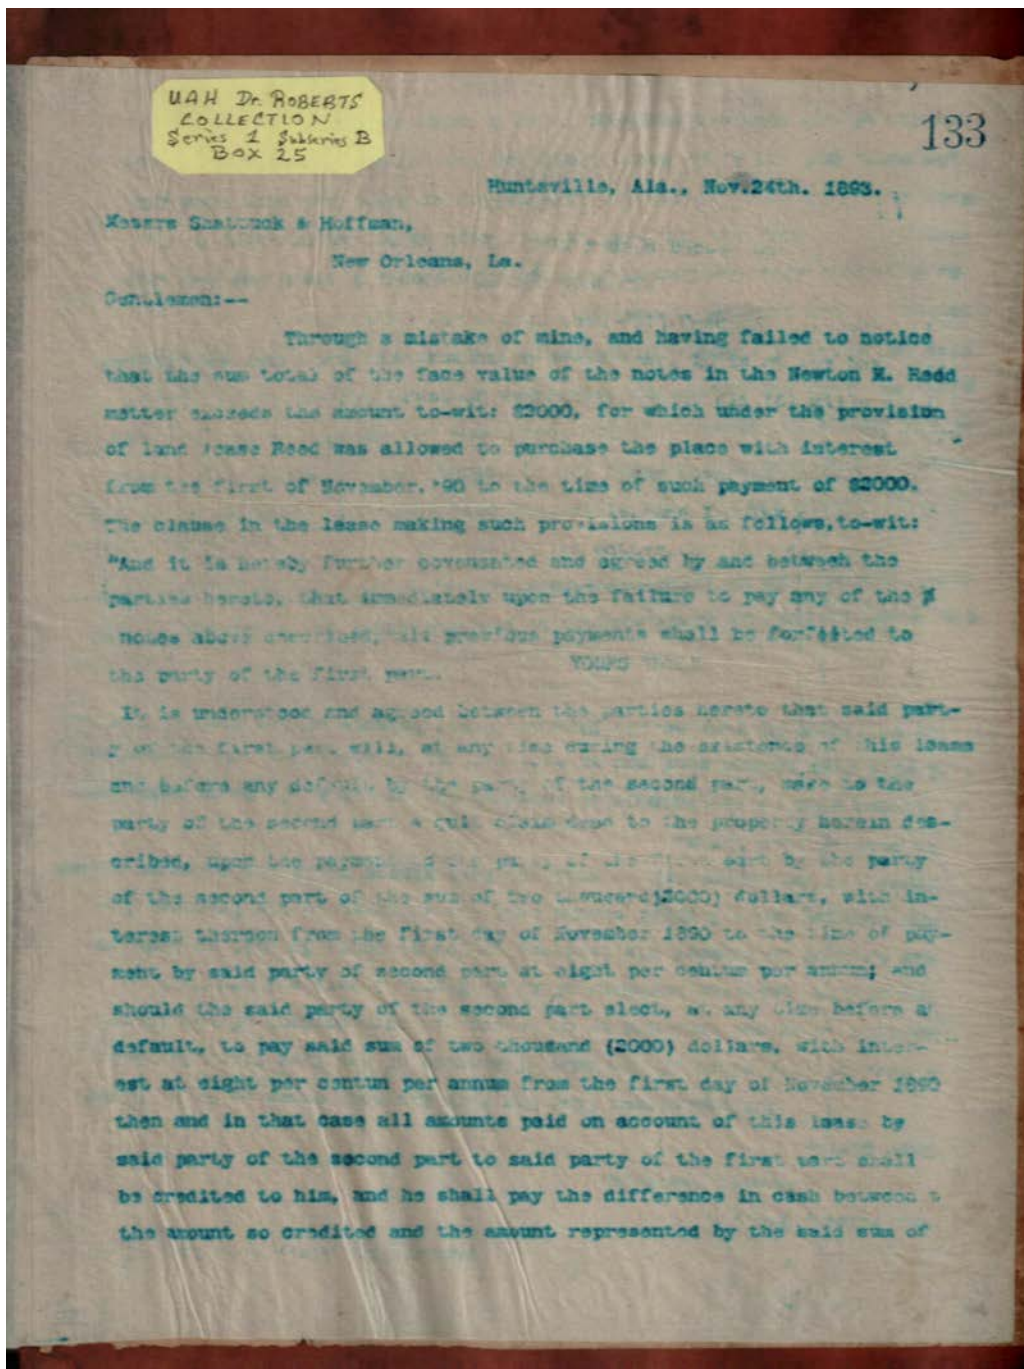 UAH Dr. ROBERTS
COLLECTION
Series 1 Subseries B
Box 25
133
Huntsville, Ala., Nov.24th. 1893.
Messrs Shattuck & Hoffman,
New Orleans, La.
Gentlemen:--
Through a mistake of mine, and having failed to notice
that the sum total of the face value of the notes in the Newton H. Redd
matter exceeds the amount to-wit: $2000, for which under the provision
of land lease Reed was allowed to purchase the place with interest
from the first of November, '90 to the time of such payment of $2000.
The clause in the lease making such provisions is as follows,to-wit:
"And it is hereby further covenanted and agreed by and between the
parties hereto, that immediately upon the failure to pay any of the
notes above described, all previous payments shall be forfeited to
the party of the first part.
YOURS
It is understood and agreed between the parties hereto that said part-
y of the first part will, at any time during the existence of this lease
and before any default by the party of the second part, make to the
party of the second part a quit claim deed to the property herein des-
cribed, upon the payment to the party of the first part by the party
of the second part of the sum of two thousand(2000) dollars, with in-
terest thereon from the first day of November 1890 to the time of pay-
ment by said party of second part at eight per centum per annum; and
should the said party of the second part elect, at any time before a
default, to pay said sum of two thousand (2000) dollars, with inter-
est at eight per centum per annum from the first day of November 1890
then and in that case all amounts paid on account of this lease by
said party of the second part to said party of the first part shall
be credited to him, and he shall pay the difference in cash between
the amount so credited and the amount represented by the said sum of